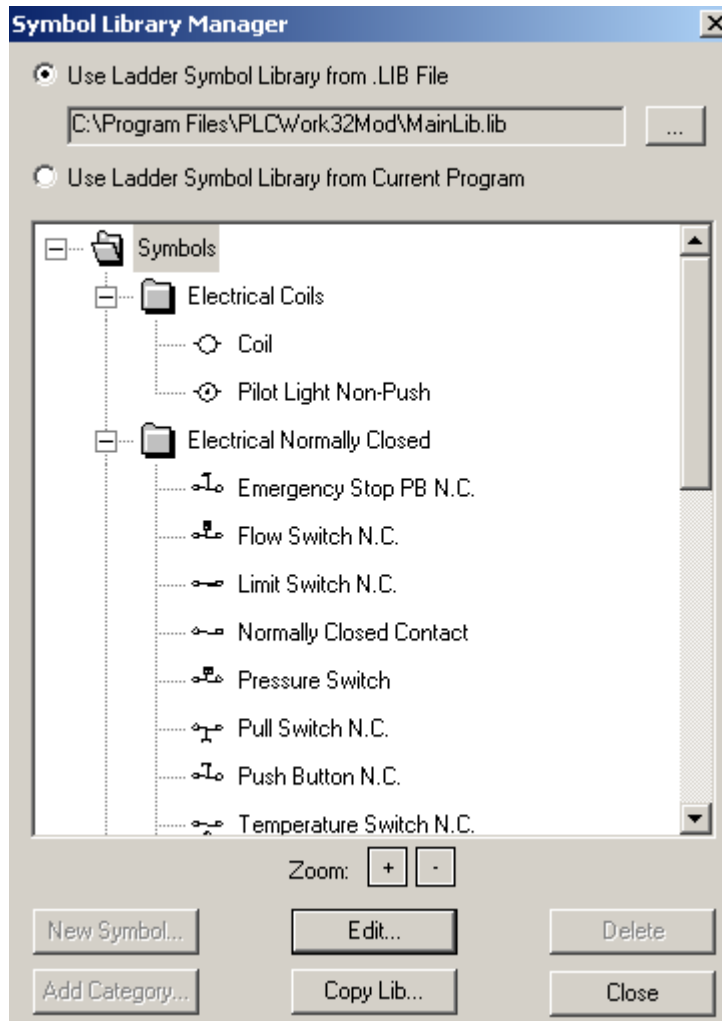 Symbol Library Manager
Use Ladder Symbol Library from .LIB File
C:\Program Files\PLCWork32Mod\MainLib.lib
...
Use Ladder Symbol Library from Current Program
Symbols
Electrical Coils
Coil
Pilot Light Non-Push
Electrical Normally Closed
Emergency Stop PB N.C.
Flow Switch N.C.
Limit Switch N.C.
Normally Closed Contact
Pressure Switch
Pull Switch N.C.
Push Button N.C.
Temperature Switch N.C.
Zoom: + -
New Symbol... Edit... Delete
Add Category... Copy Lib... Close